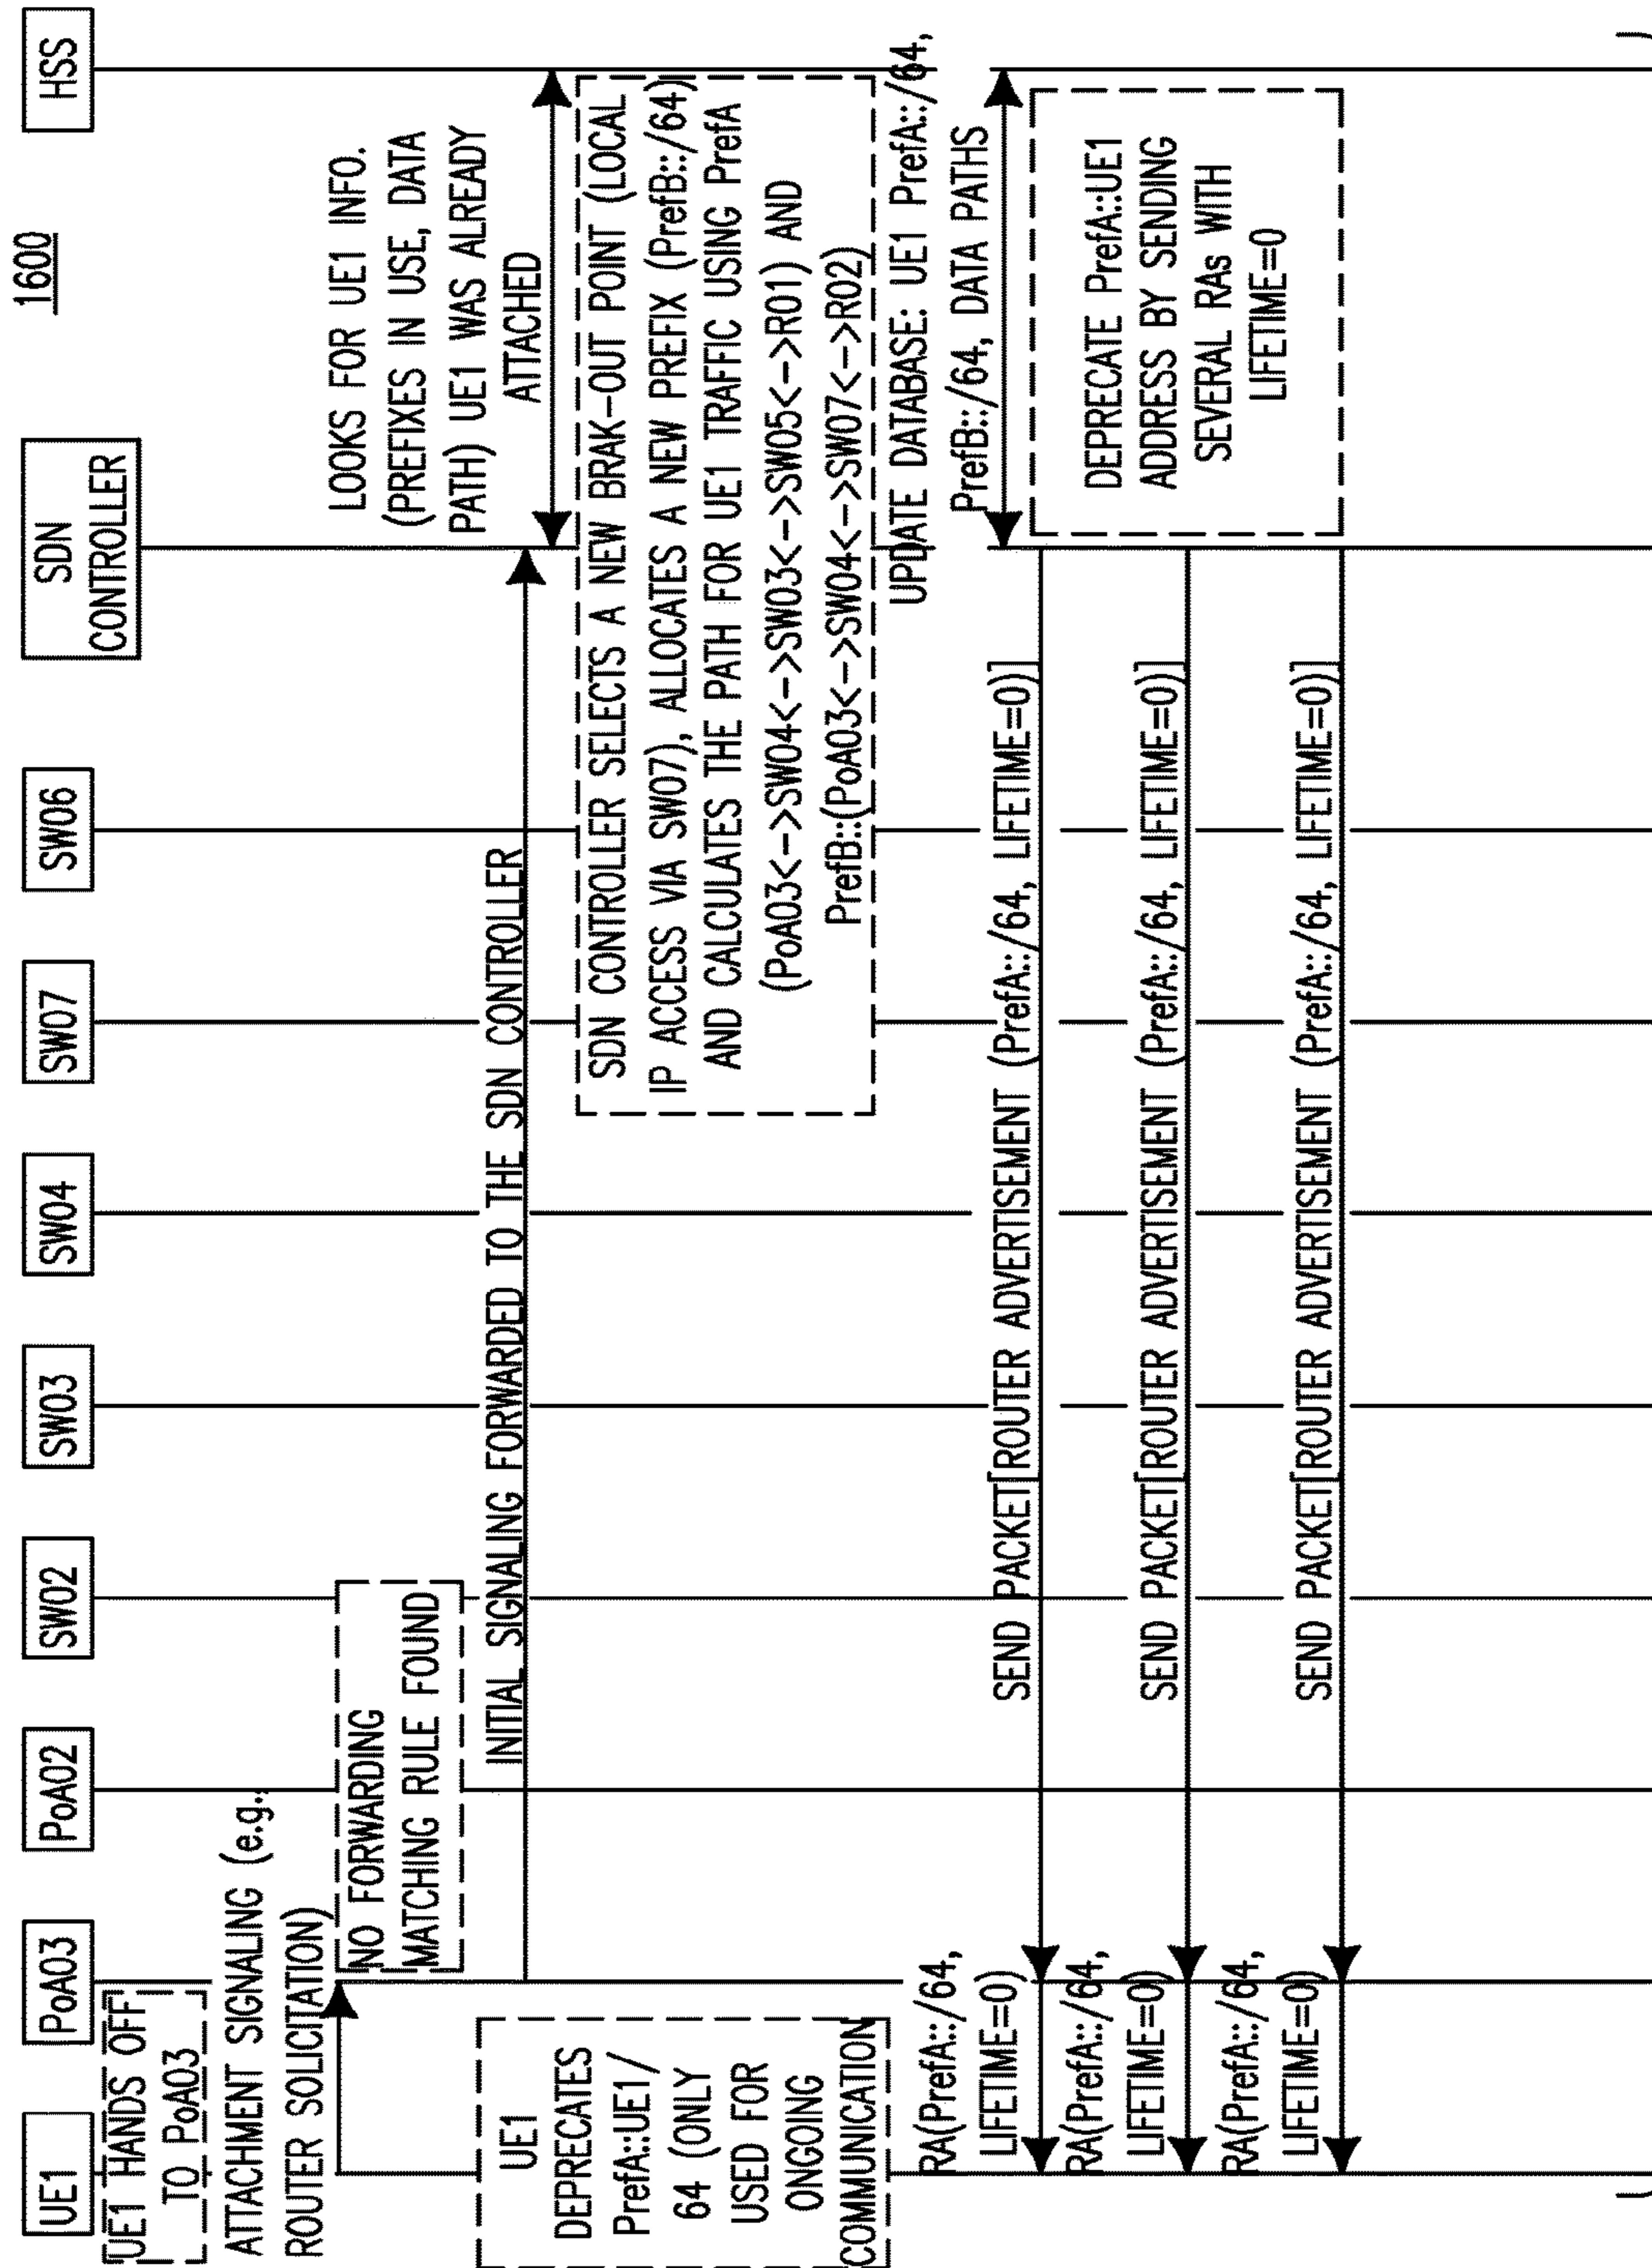 1600
UE1
PoA03
PoA02
SW02
SW03
SW04
SW07
SW06
SDN
CONTROLLER
HSS
UE1 HANDS OFF
TO PoA03
ATTACHMENT SIGNALING (e.g.,
ROUTER SOLICITATION)
NO FORWARDING
MATCHING RULE FOUND
INITIAL SIGNALING FORWARDED TO THE SDN CONTROLLER
LOOKS FOR UE1 INFO.
(PREFIXES IN USE, DATA
PATH) UE1 WAS ALREADY
ATTACHED
SDN CONTROLLER SELECTS A NEW BRAK-OUT POINT (LOCAL
IP ACCESS VIA SW07), ALLOCATES A NEW PREFIX (PrefB::/64)
AND CALCULATES THE PATH FOR UE1 TRAFFIC USING PrefA
(PoA03<->SW04<->SW03<->SW05<->R01) AND
PrefB::(PoA03<->SW04<->SW07<->R02)
UPDATE DATABASE: UE1 PrefA::/64,
PrefB::/64, DATA PATHS
DEPRECATE PrefA::UE1
ADDRESS BY SENDING
SEVERAL RAs WITH
LIFETIME=0
UE1
DEPRECATES
PrefA::UE1/
64 (ONLY
USED FOR
ONGOING
COMMUNICATION
SEND PACKET[ROUTER ADVERTISEMENT (PrefA::/64, LIFETIME=0)]
RA(PrefA::/64,
LIFETIME=0)
SEND PACKET[ROUTER ADVERTISEMENT (PrefA::/64, LIFETIME=0)]
RA(PrefA::/64,
LIFETIME=0)
SEND PACKET[ROUTER ADVERTISEMENT (PrefA::/64, LIFETIME=0)]
RA(PrefA::/64,
LIFETIME=0)